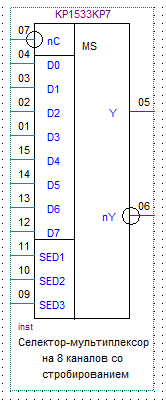 КР1533КР7
07 nC MS
04 D0
03 D1
02 D2 Y 05
01 D3
15 D4
14 D5
13 D6 nY 06
12 D7
11 SED1
10 SED2
09 SED3
inst
Селектор-мультиплексор
на 8 каналов со
стробированием